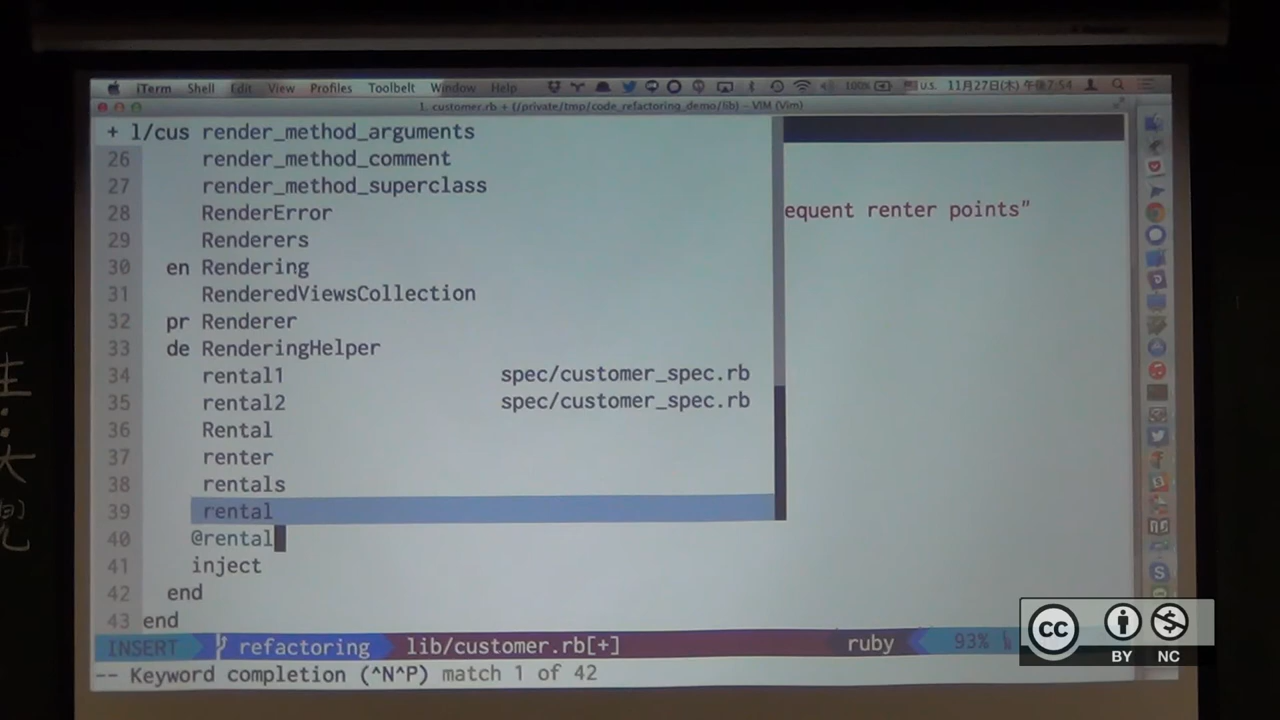 iTerm Shell Edit View Profiles Toolbelt Window Help 100% U.S. 11月27日(木) 午後7:54
1. customer.rb + (/private/tmp/code_refactoring_demo/lib) – VIM (Vim)
+ l/cus render_method_arguments
26 render_method_comment
27 render_method_superclass
28 RenderError equent renter points"
29 Renderers
30 en Rendering
31 RenderedViewsCollection
32 pr Renderer
33 de RenderingHelper
34 rental1 spec/customer_spec.rb
35 rental2 spec/customer_spec.rb
36 Rental
37 renter
38 rentals
39 rental
40 @rental
41 inject
42 end
43 end
INSERT refactoring lib/customer.rb[+] ruby 93%
-- Keyword completion (^N^P) match 1 of 42
CC BY NC